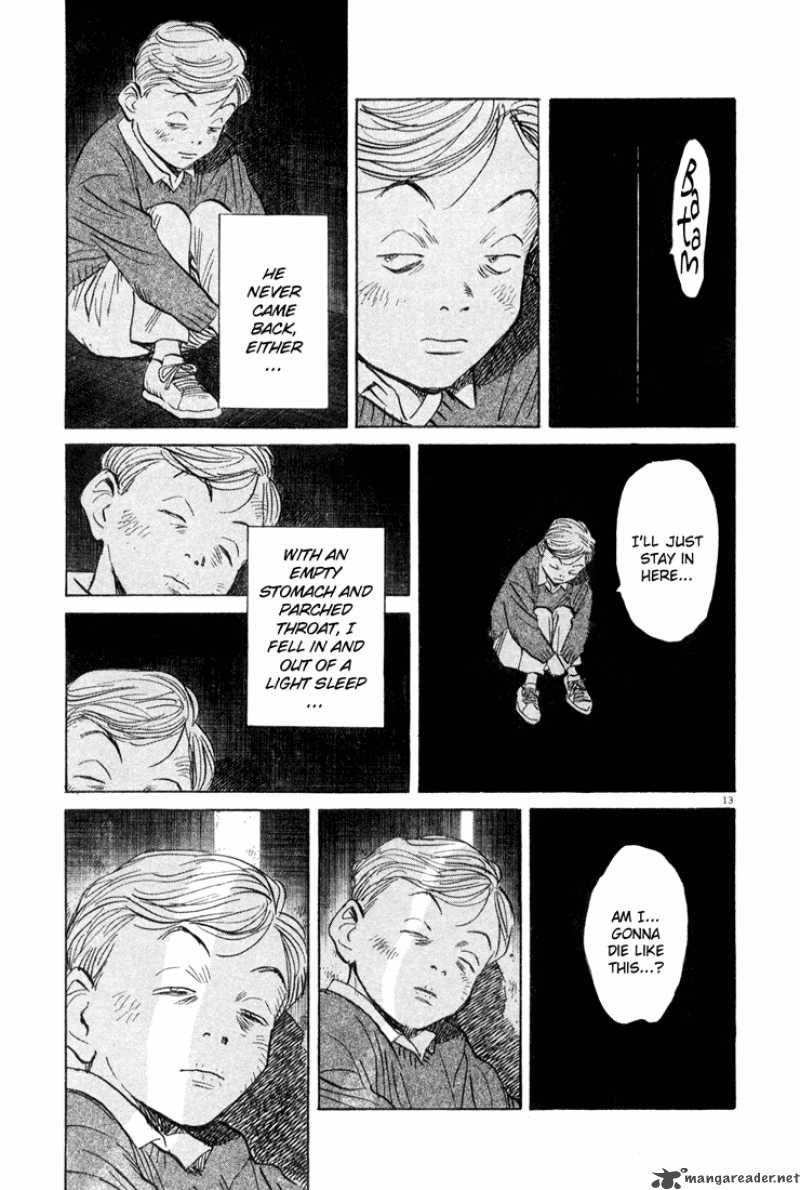 Batam
HE
NEVER
CAME
BACK,
EITHER
...
I'LL JUST
STAY IN
HERE...
WITH AN
EMPTY
STOMACH AND
PARCHED
THROAT, I
FELL IN AND
OUT OF A
LIGHT SLEEP
...
13
AM I...
GONNA
DIE LIKE
THIS...?
mangareader.net